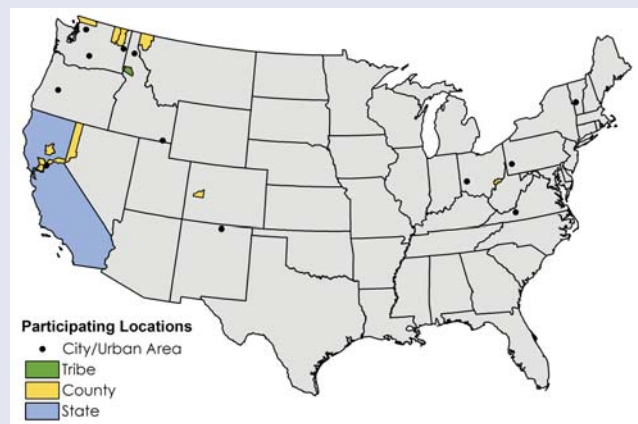 Participating Locations
City/Urban Area
Tribe
County
State